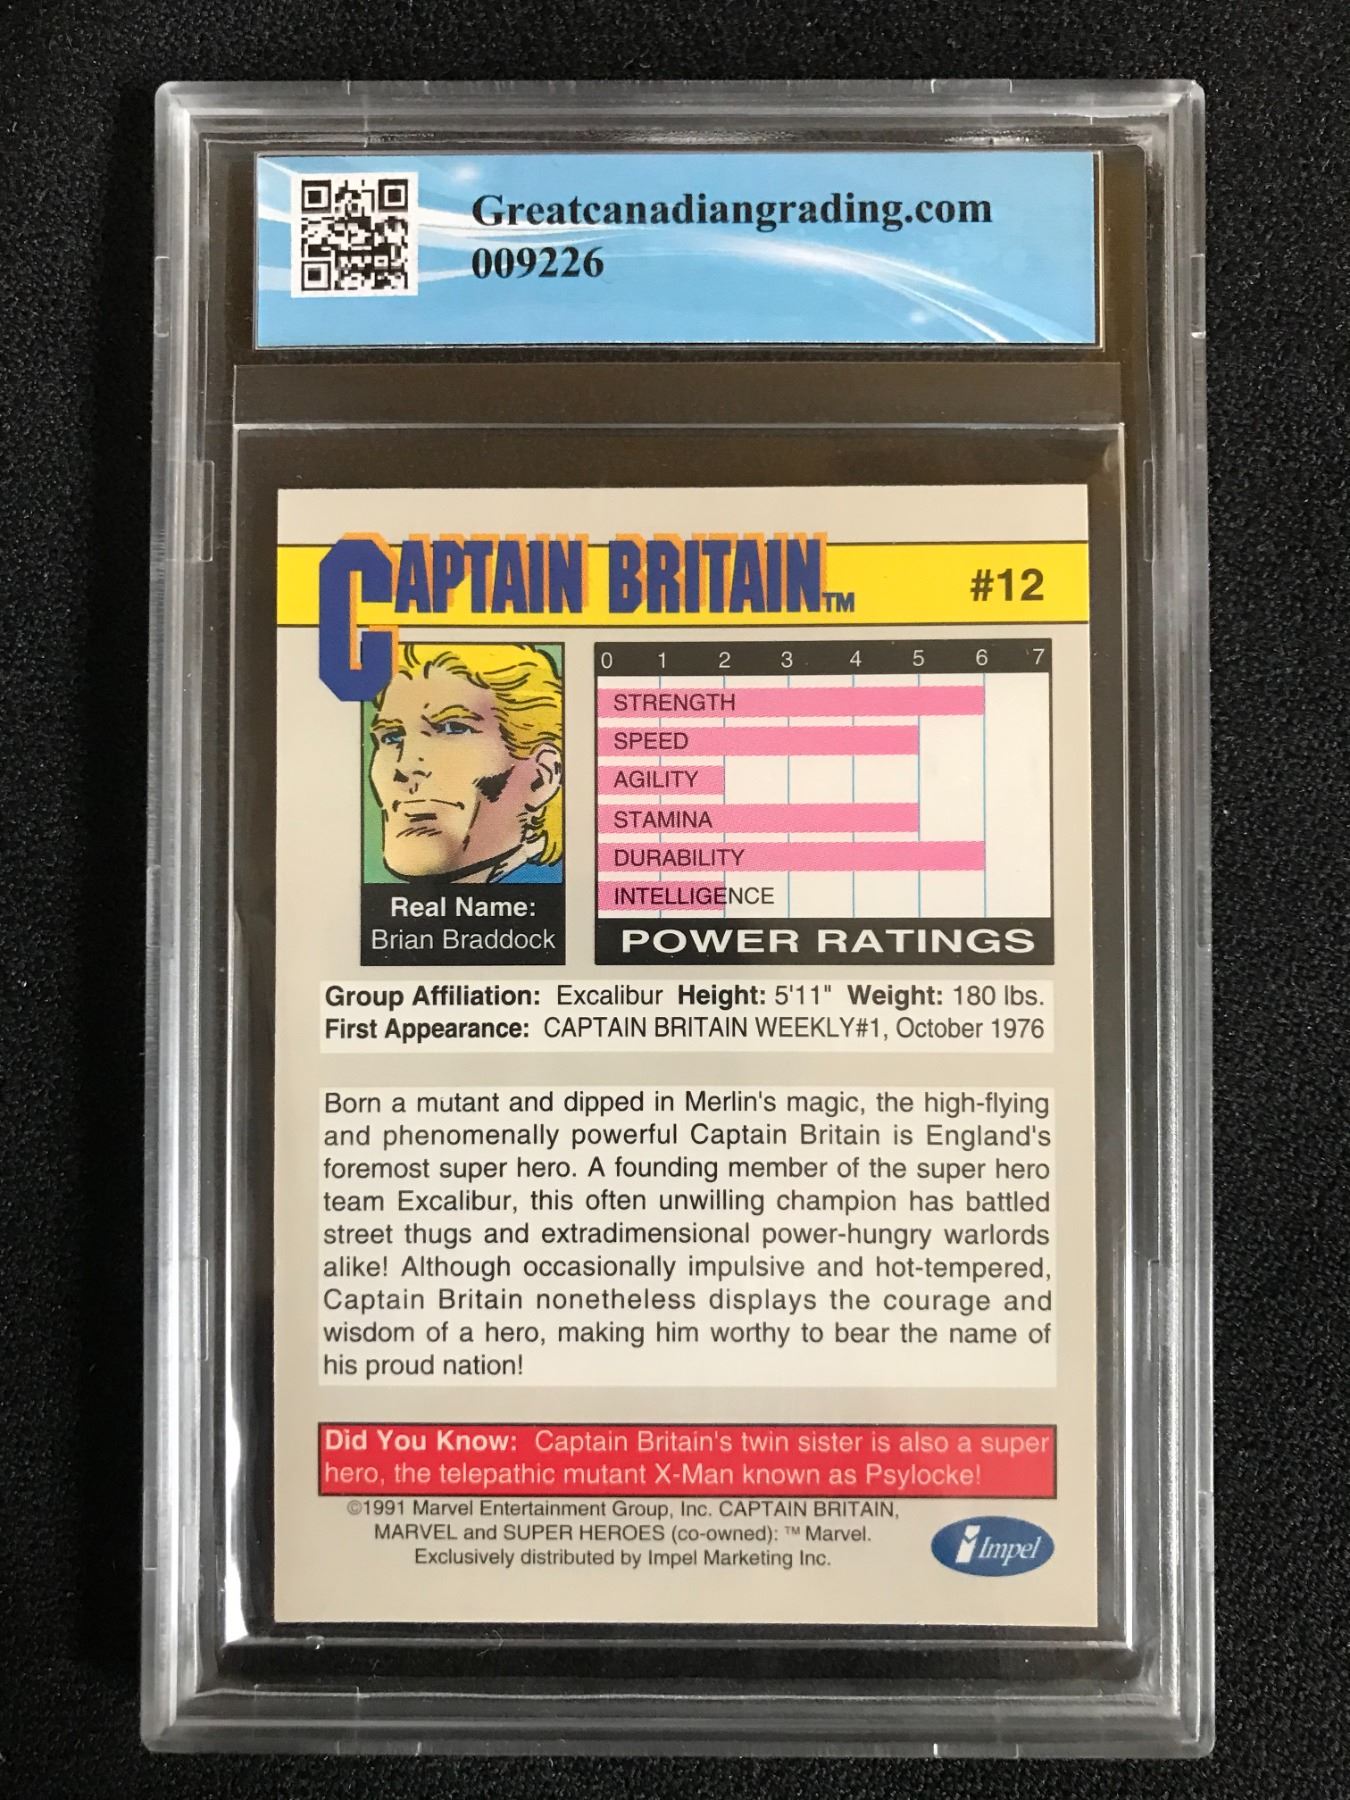 Greatcanadiangrading.com
009226
CAPTAIN BRITAIN TM
#12
0 1 2 3 4 5 6 7
STRENGTH
SPEED
AGILITY
STAMINA
DURABILITY
INTELLIGENCE
POWER RATINGS
Real Name:
Brian Braddock
Group Affiliation: Excalibur Height: 5'11" Weight: 180 lbs.
First Appearance: CAPTAIN BRITAIN WEEKLY#1, October 1976
Born a mutant and dipped in Merlin's magic, the high-flying
and phenomenally powerful Captain Britain is England's
foremost super hero. A founding member of the super hero
team Excalibur, this often unwilling champion has battled
street thugs and extradimensional power-hungry warlords
alike! Although occasionally impulsive and hot-tempered,
Captain Britain nonetheless displays the courage and
wisdom of a hero, making him worthy to bear the name of
his proud nation!
Did You Know: Captain Britain's twin sister is also a super
hero, the telepathic mutant X-Man known as Psylocke!
©1991 Marvel Entertainment Group, Inc. CAPTAIN BRITAIN,
MARVEL and SUPER HEROES (co-owned): ™ Marvel.
Exclusively distributed by Impel Marketing Inc.
Impel